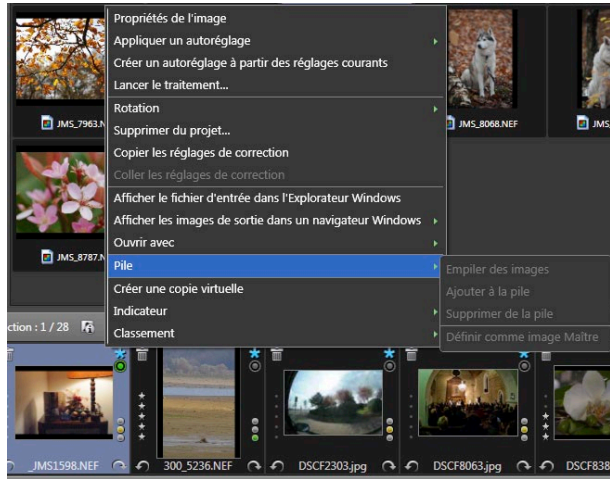 Propriétés de l'image
Appliquer un autoréglage
Créer un autoréglage à partir des réglages courants
Lancer le traitement...
Rotation
Supprimer du projet...
Copier les réglages de correction
Coller les réglages de correction
Afficher le fichier d'entrée dans l'Explorateur Windows
Afficher les images de sortie dans un navigateur Windows
Ouvrir avec
Pile
Créer une copie virtuelle
Indicateur
Classement
Empiler des images
Ajouter à la pile
Supprimer de la pile
Définir comme image Maître
JMS_7963.N
JMS_8068.NEF
JMS
JMS_8787.N
ction : 1 / 28
_JMS1598.NEF
300_5236.NEF
DSCF2303.jpg
DSCF8063.jpg
DSCF838